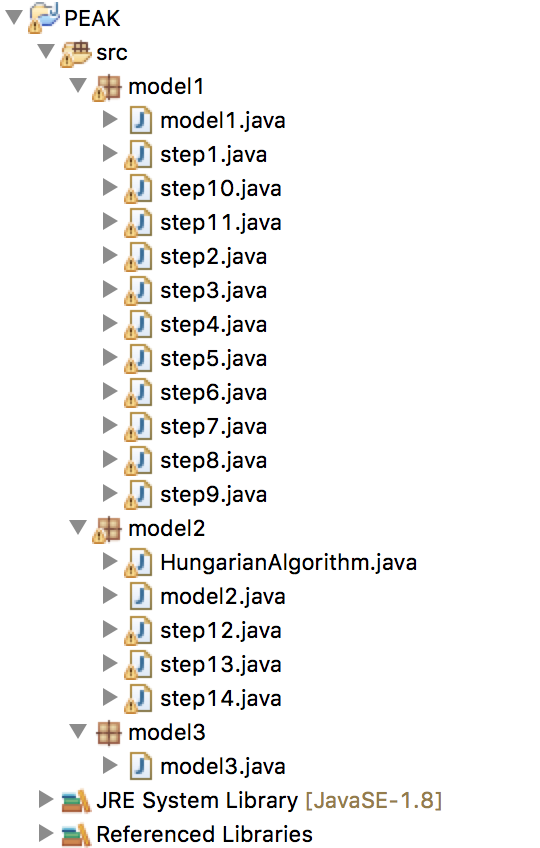 PEAK
src
model1
model1.java
step1.java
step10.java
step11.java
step2.java
step3.java
step4.java
step5.java
step6.java
step7.java
step8.java
step9.java
model2
HungarianAlgorithm.java
model2.java
step12.java
step13.java
step14.java
model3
model3.java
JRE System Library [JavaSE-1.8]
Referenced Libraries